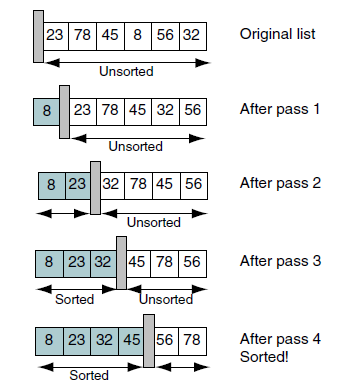 23 78 45 8 56 32 Original list
Unsorted
8 23 78 45 32 56 After pass 1
Unsorted
8 23 32 78 45 56 After pass 2
Unsorted
8 23 32 45 78 56 After pass 3
Sorted Unsorted
8 23 32 45 56 78 After pass 4
Sorted!
Sorted